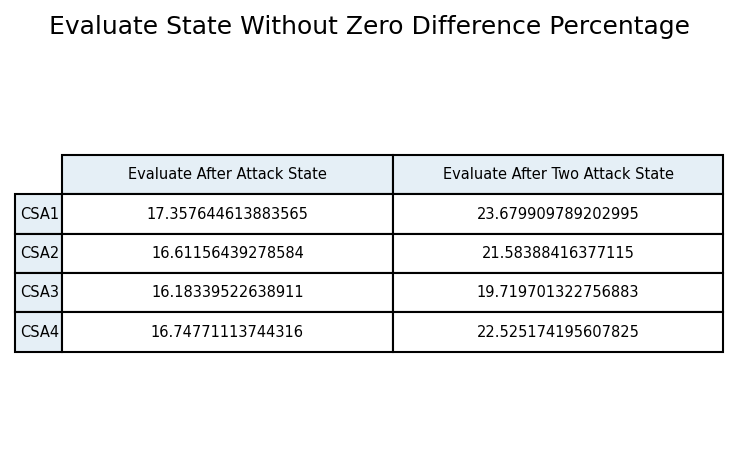 Evaluate State Without Zero Difference Percentage
Evaluate After Attack State Evaluate After Two Attack State
CSA1 17.357644613883565 23.679909789202995
CSA2 16.61156439278584 21.58388416377115
CSA3 16.18339522638911 19.719701322756883
CSA4 16.74771113744316 22.525174195607825